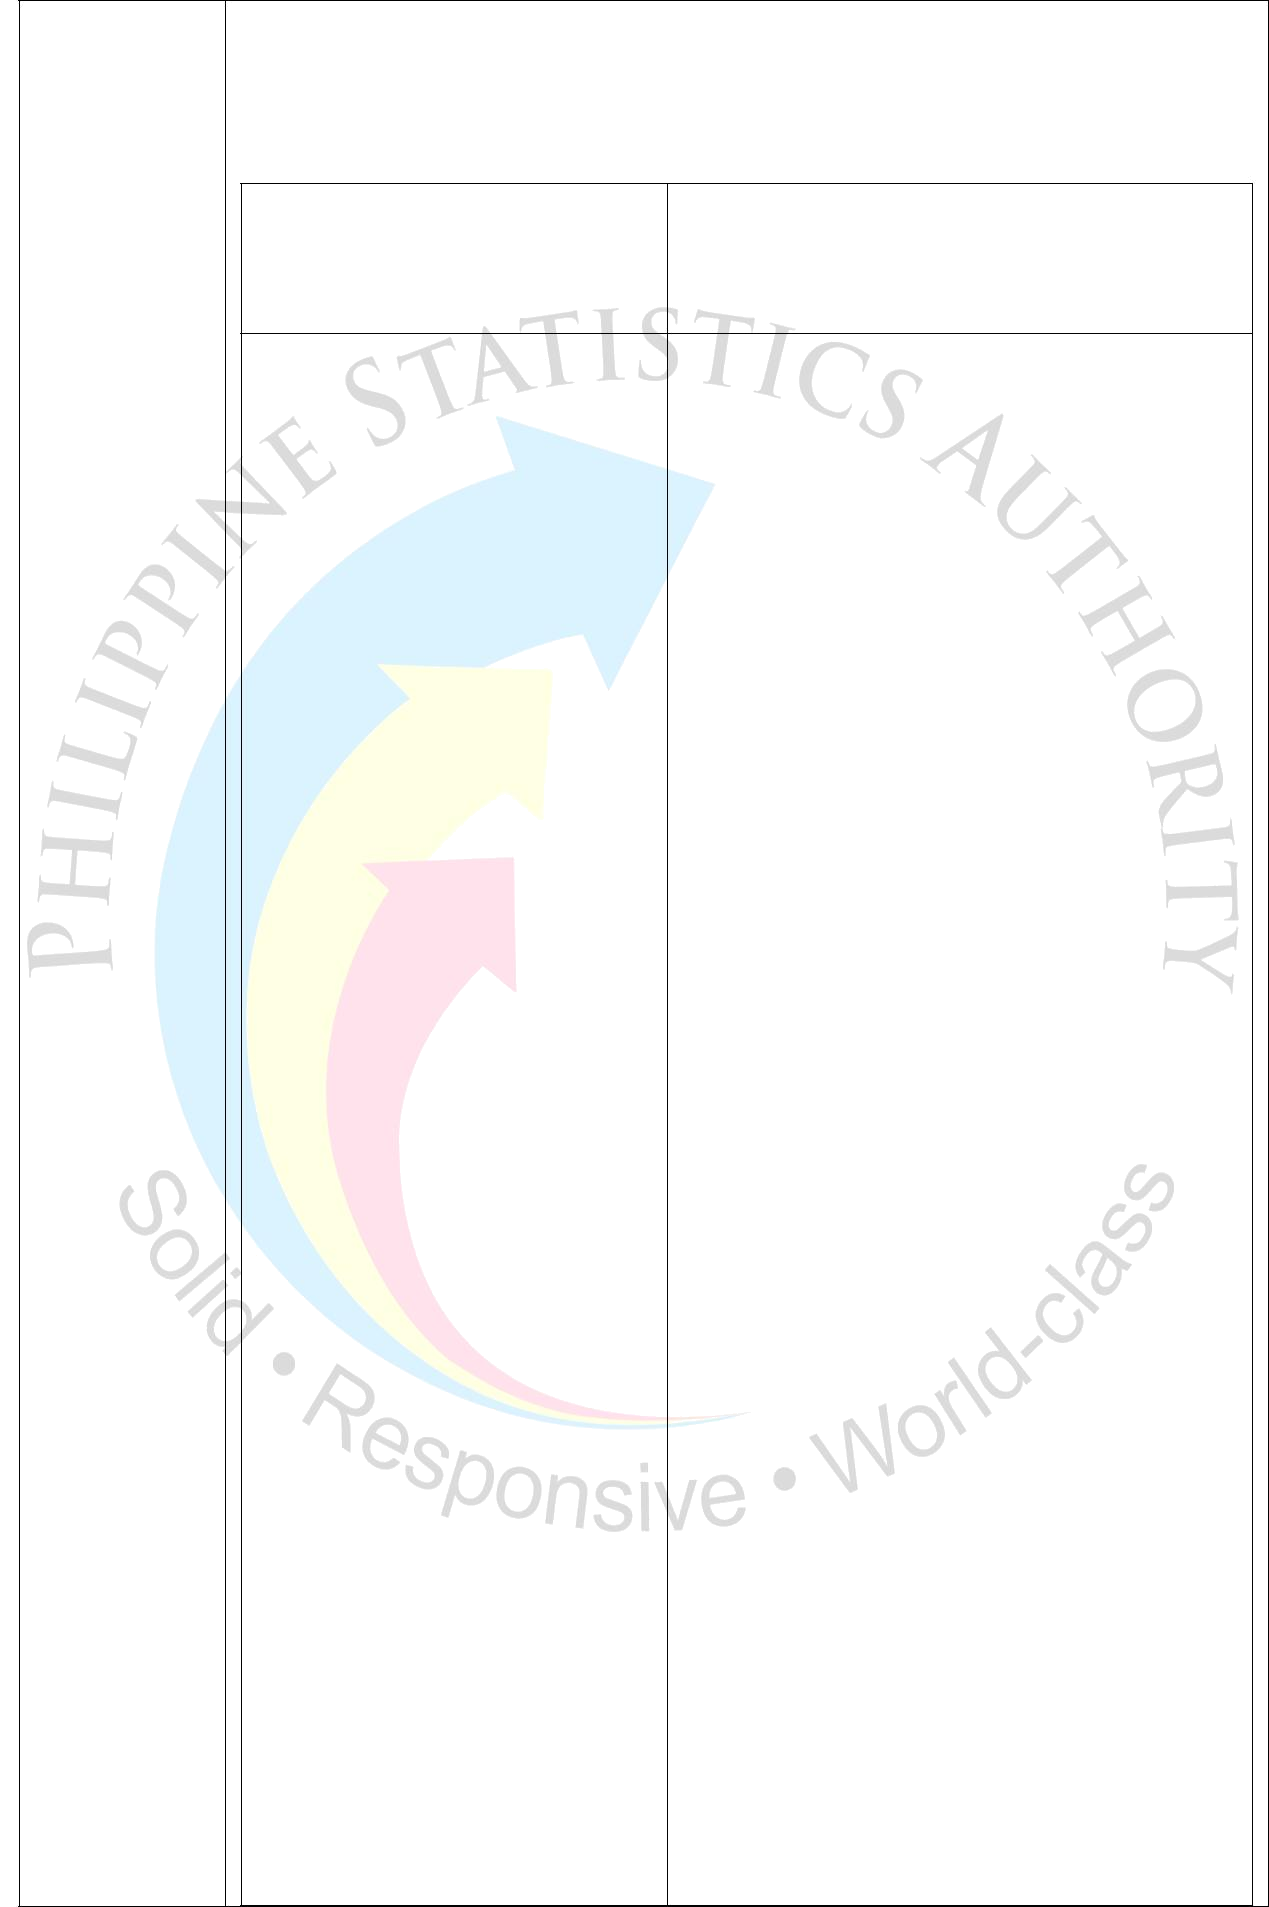 PHILIPPINE STATISTICS AUTHORITY
Solid • Responsive • World-class